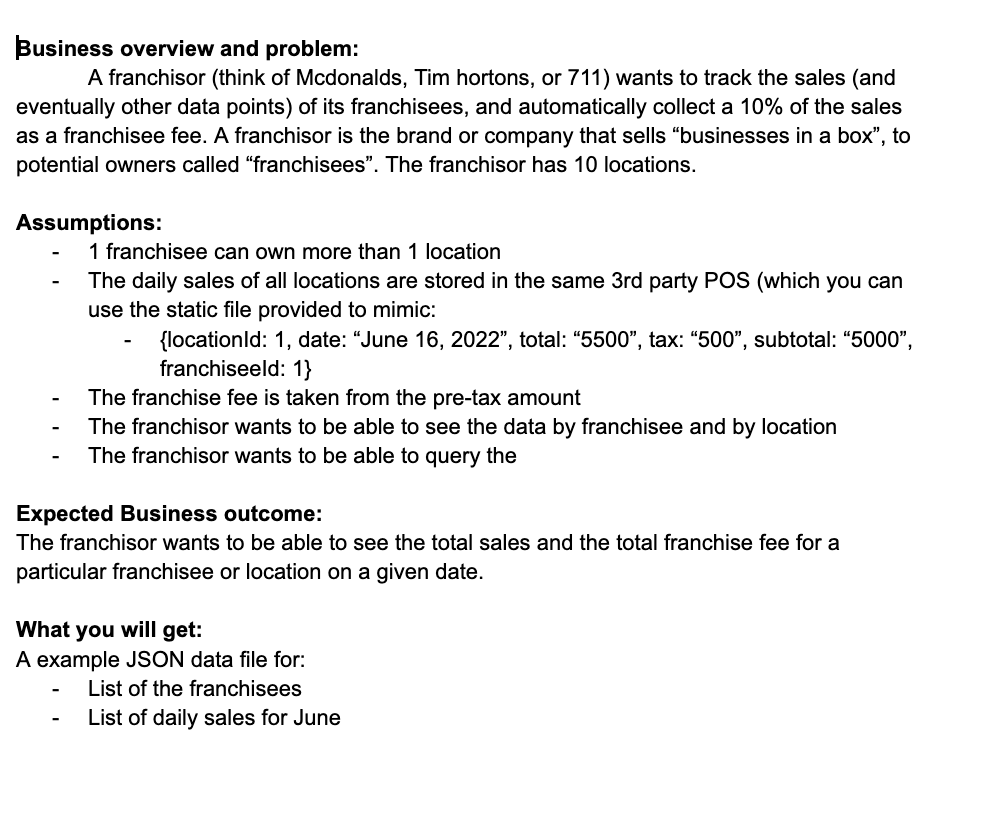 Business overview and problem:
A franchisor (think of Mcdonalds, Tim hortons, or 711) wants to track the sales (and
eventually other data points) of its franchisees, and automatically collect a 10% of the sales
as a franchisee fee. A franchisor is the brand or company that sells “businesses in a box”, to
potential owners called “franchisees”. The franchisor has 10 locations.
Assumptions:
- 1 franchisee can own more than 1 location
- The daily sales of all locations are stored in the same 3rd party POS (which you can
use the static file provided to mimic:
- {locationId: 1, date: “June 16, 2022”, total: “5500”, tax: “500”, subtotal: “5000”,
franchiseeId: 1}
- The franchise fee is taken from the pre-tax amount
- The franchisor wants to be able to see the data by franchisee and by location
- The franchisor wants to be able to query the
Expected Business outcome:
The franchisor wants to be able to see the total sales and the total franchise fee for a
particular franchisee or location on a given date.
What you will get:
A example JSON data file for:
- List of the franchisees
- List of daily sales for June